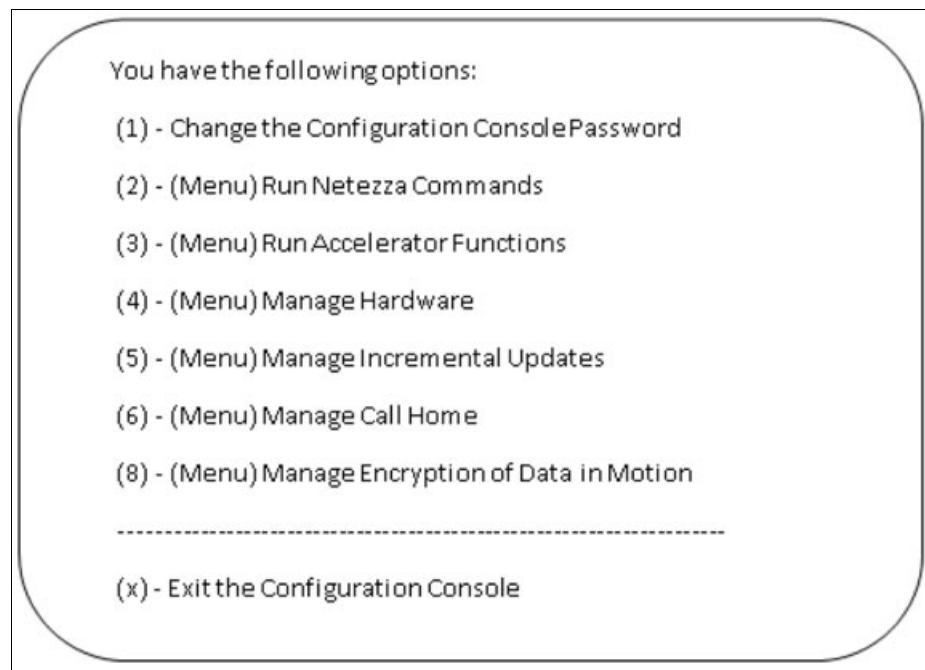 You have the following options:
(1) - Change the Configuration Console Password
(2) - (Menu) Run Netezza Commands
(3) - (Menu) Run Accelerator Functions
(4) - (Menu) Manage Hardware
(5) - (Menu) Manage Incremental Updates
(6) - (Menu) Manage Call Home
(8) - (Menu) Manage Encryption of Data in Motion
----------------------------------------------------------------------
(x) - Exit the Configuration Console